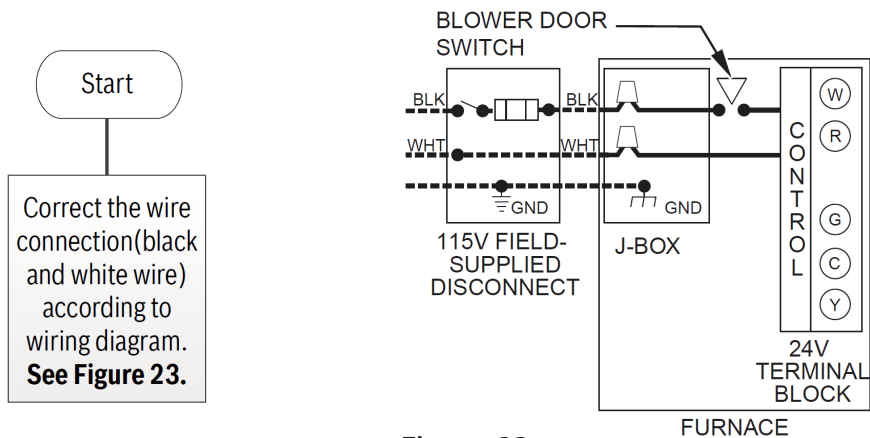 Start
Correct the wire
connection(black
and white wire)
according to
wiring diagram.
See Figure 23.
BLOWER DOOR
SWITCH
BLK
BLK
WHT
WHT
GND
GND
115V FIELD-
SUPPLIED
DISCONNECT
J-BOX
CONTROL
W
R
G
C
Y
24V
TERMINAL
BLOCK
FURNACE